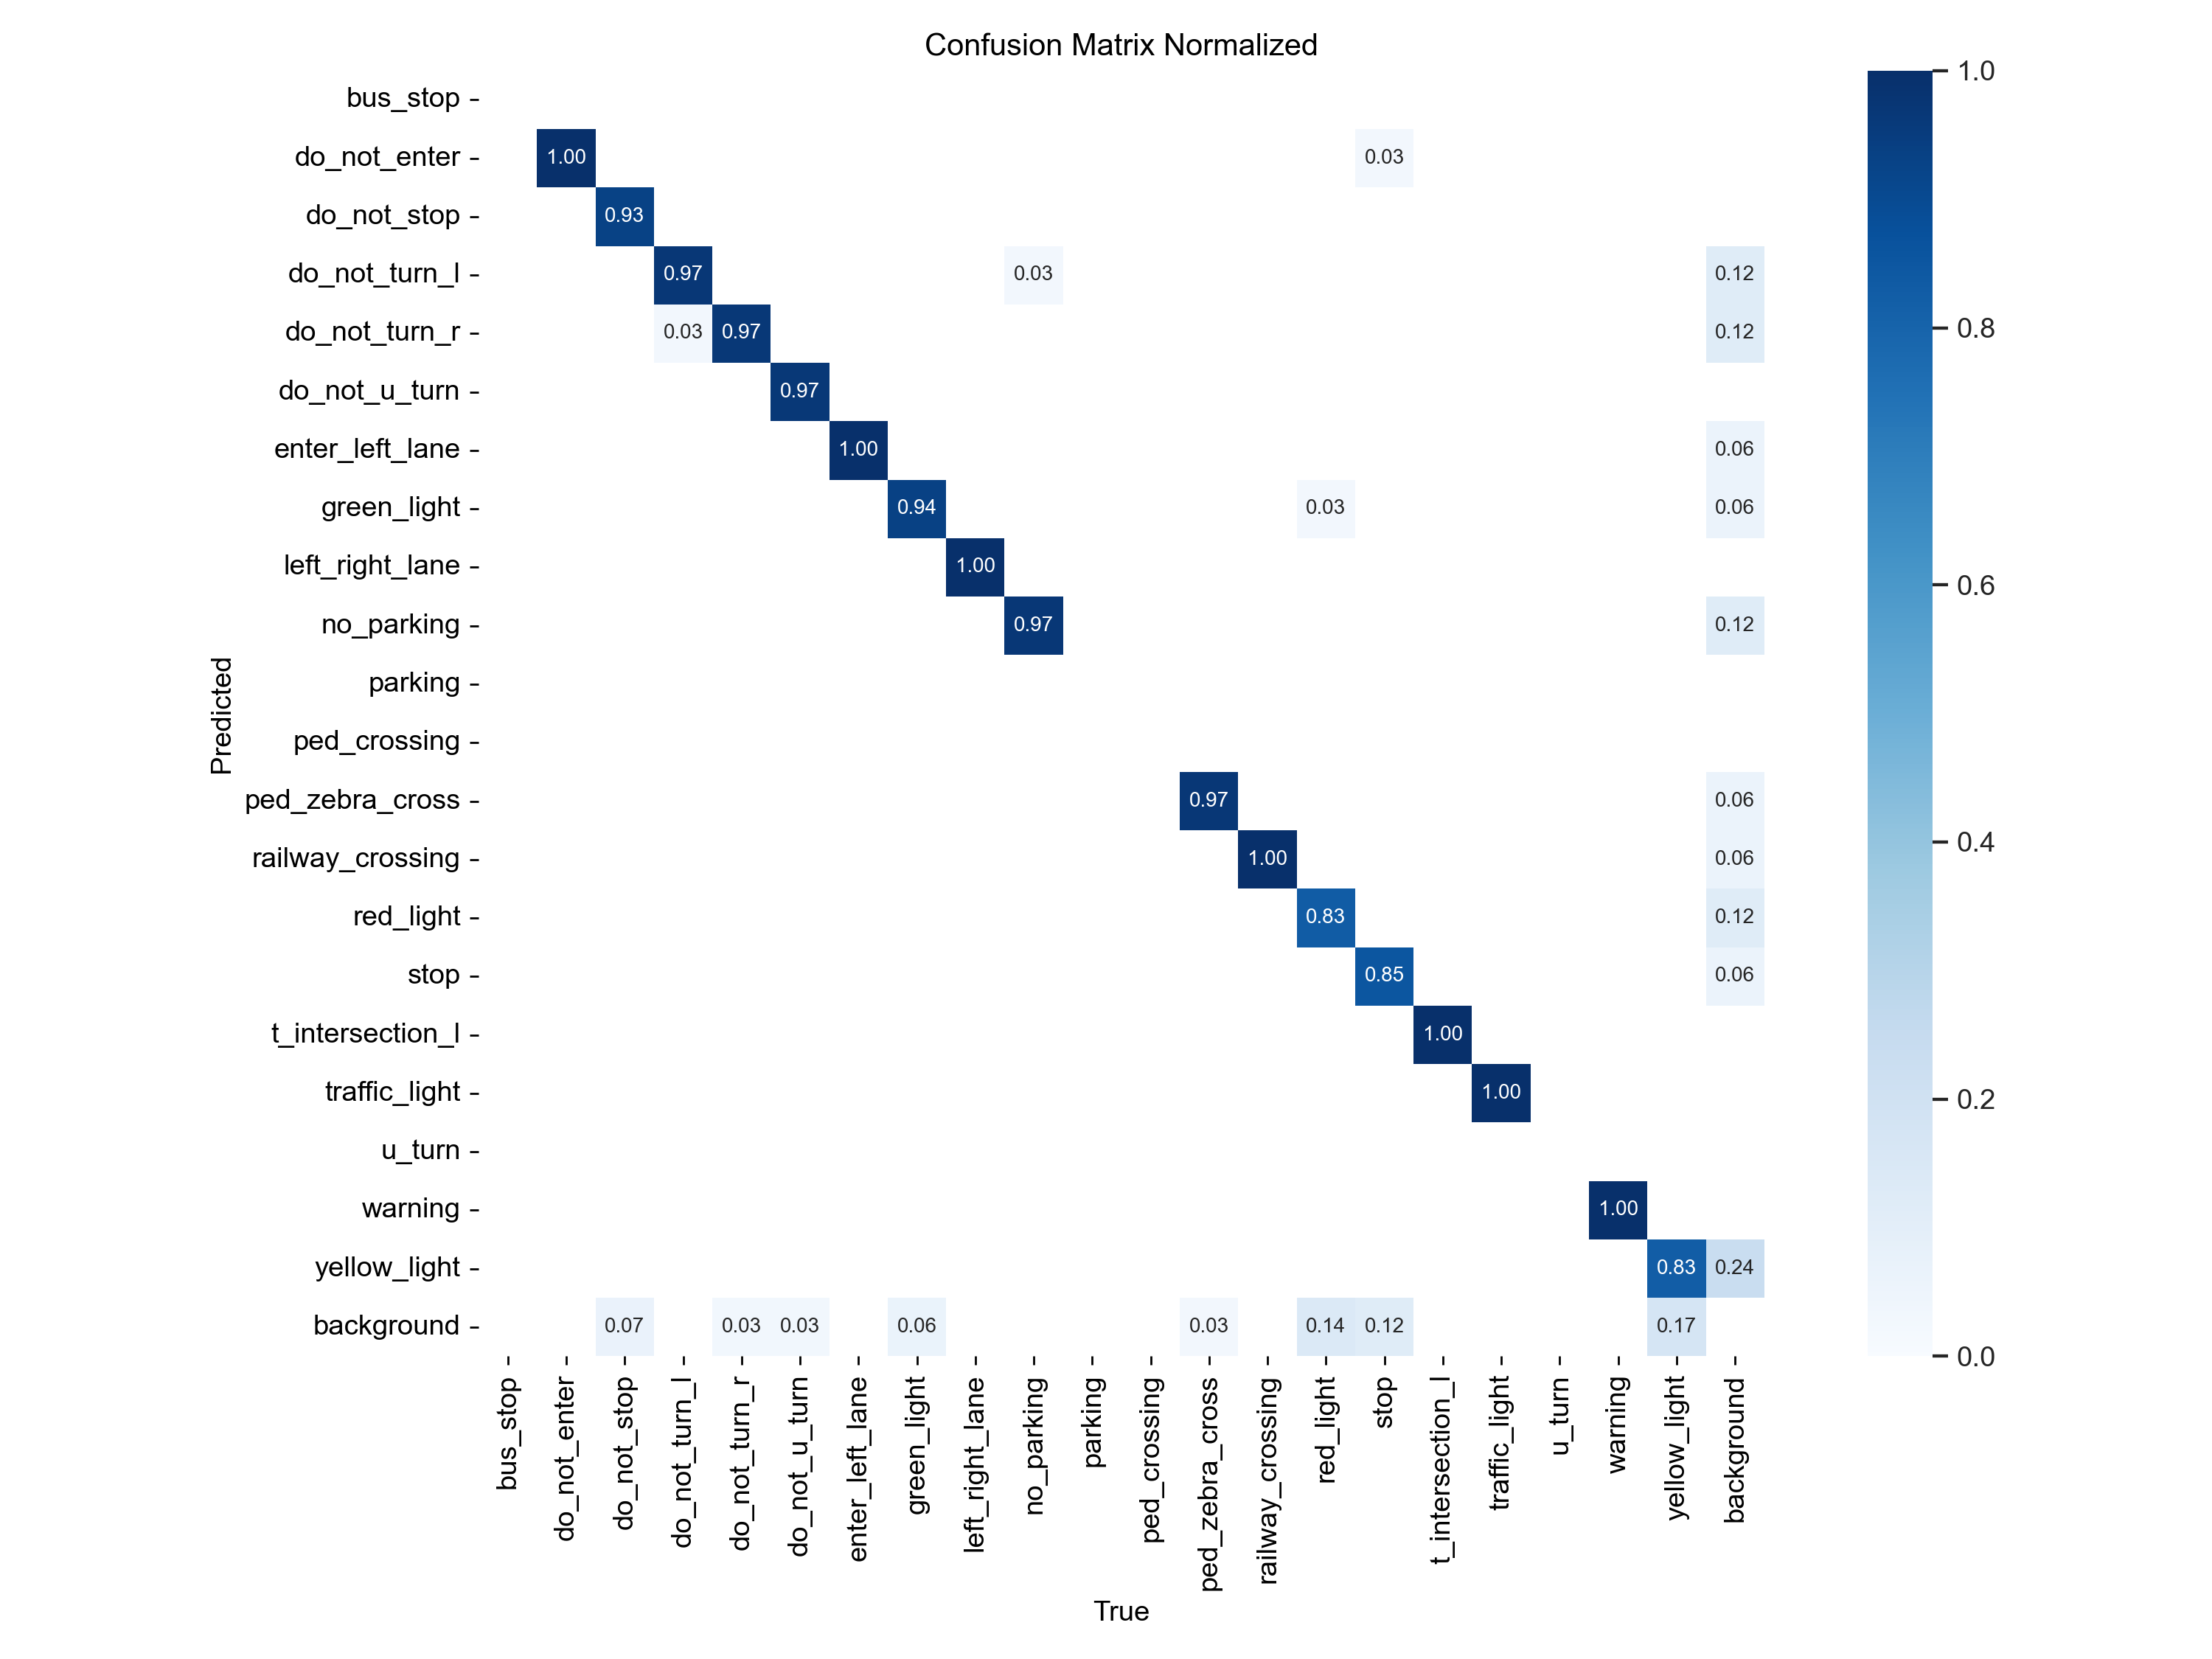 Confusion Matrix Normalized
bus_stop
do_not_enter 1.00 0.03
do_not_stop 0.93
do_not_turn_l 0.97 0.03 0.12
do_not_turn_r 0.03 0.97 0.12
do_not_u_turn 0.97
enter_left_lane 1.00 0.06
green_light 0.94 0.03 0.06
left_right_lane 1.00
no_parking 0.97 0.12
parking
ped_crossing
ped_zebra_cross 0.97 0.06
railway_crossing 1.00 0.06
red_light 0.83 0.12
stop 0.85 0.06
t_intersection_l 1.00
traffic_light 1.00
u_turn
warning 1.00
yellow_light 0.83 0.24
background 0.07 0.03 0.03 0.06 0.03 0.14 0.12 0.17
Predicted
bus_stop
do_not_enter
do_not_stop
do_not_turn_l
do_not_turn_r
do_not_u_turn
enter_left_lane
green_light
left_right_lane
no_parking
parking
ped_crossing
ped_zebra_cross
railway_crossing
red_light
stop
t_intersection_l
traffic_light
u_turn
warning
yellow_light
background
True
1.0
0.8
0.6
0.4
0.2
0.0